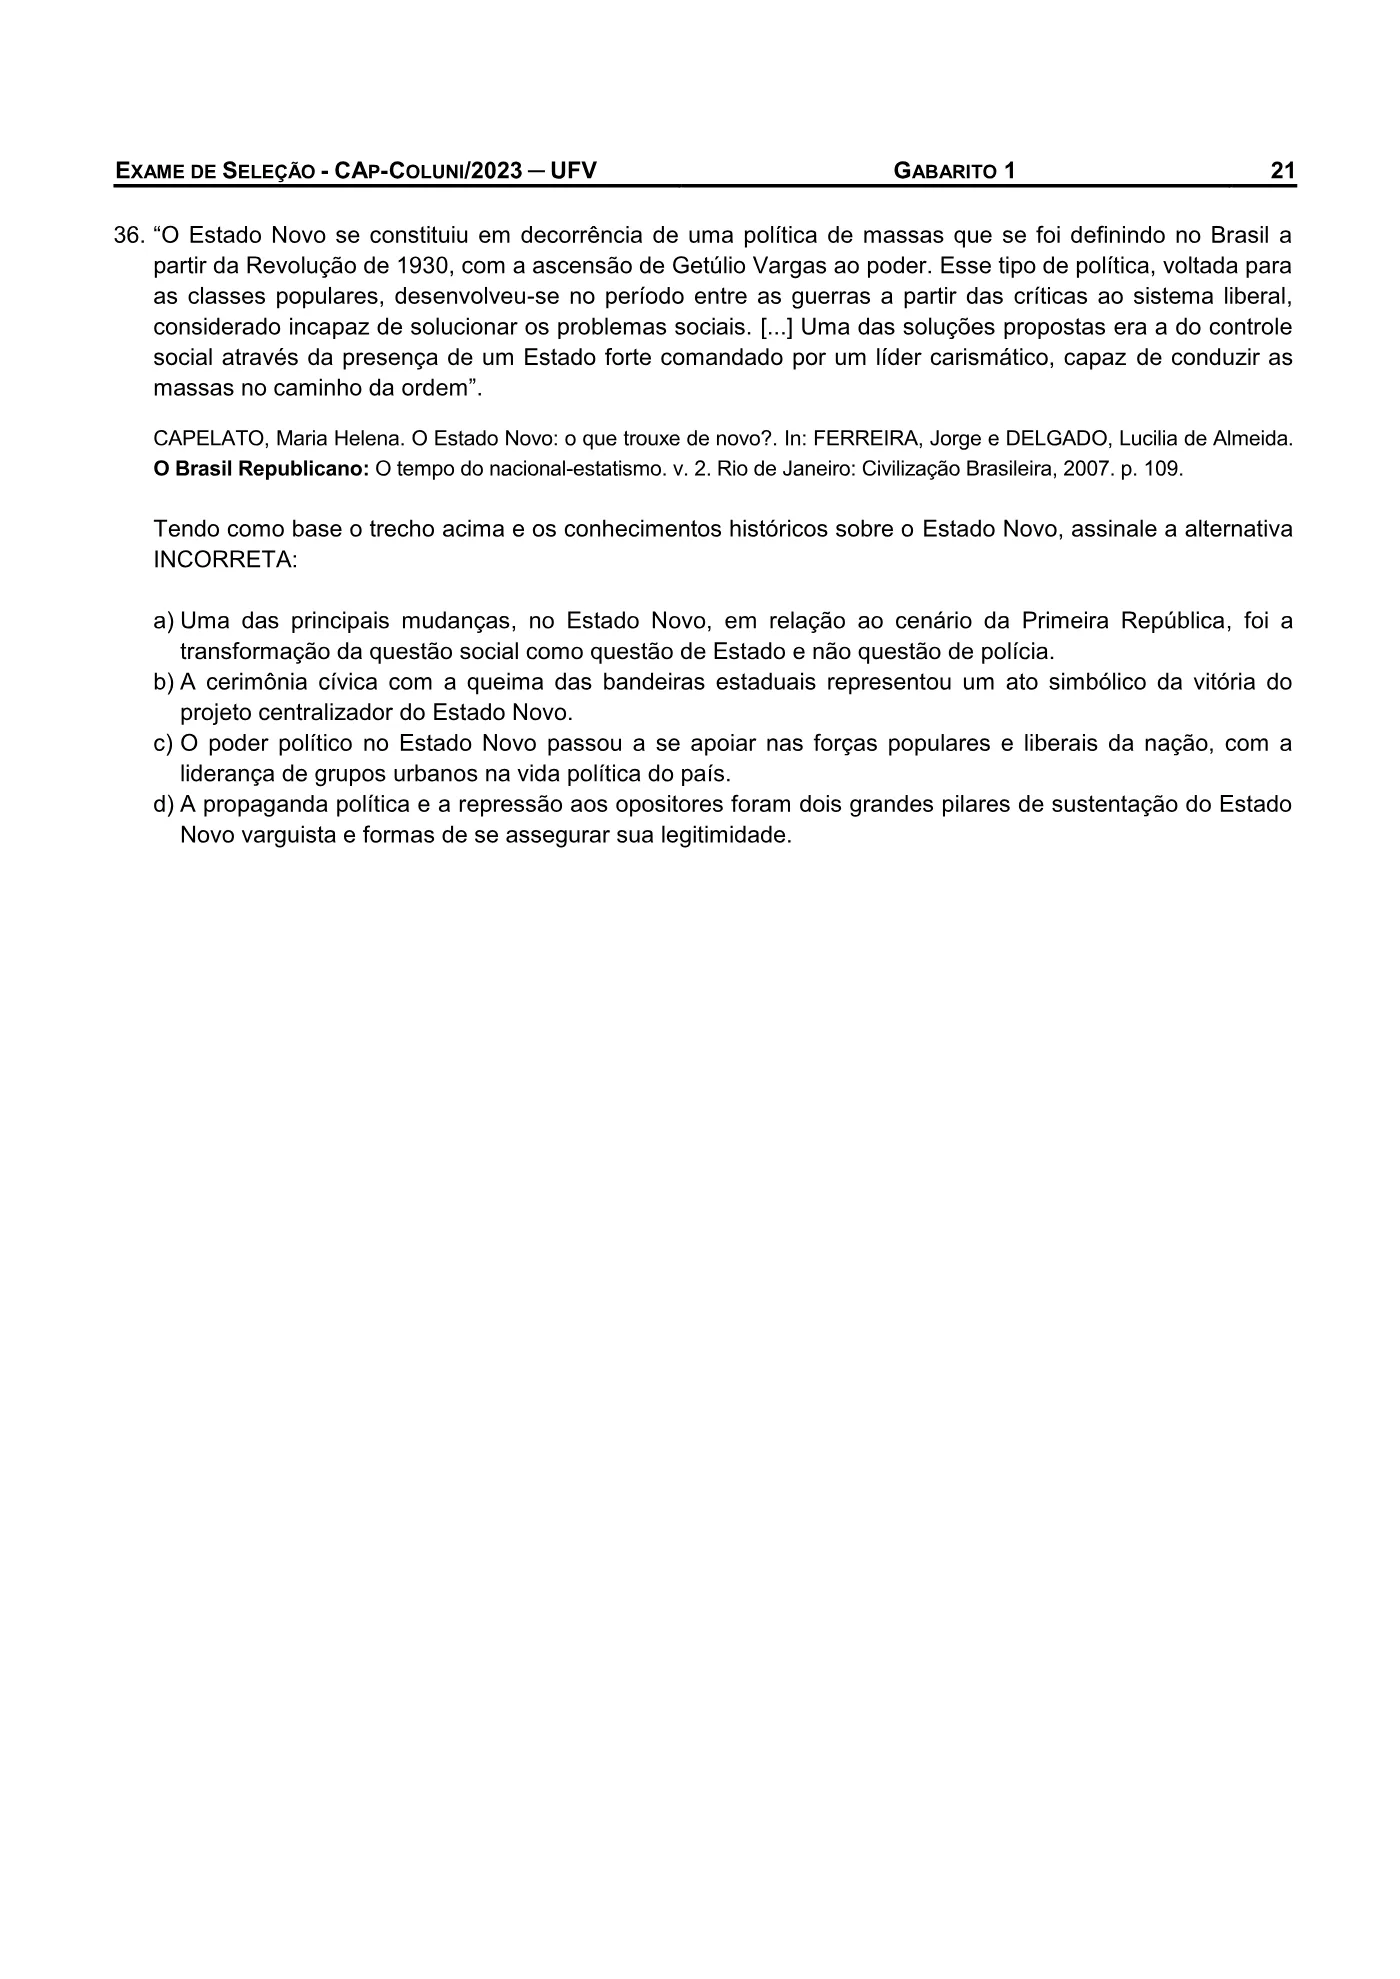 EXAME DE SELEÇÃO - CAP-COLUNI/2023 – UFV GABARITO 1 21
36. “O Estado Novo se constituiu em decorrência de uma política de massas que se foi definindo no Brasil a
partir da Revolução de 1930, com a ascensão de Getúlio Vargas ao poder. Esse tipo de política, voltada para
as classes populares, desenvolveu-se no período entre as guerras a partir das críticas ao sistema liberal,
considerado incapaz de solucionar os problemas sociais. [...] Uma das soluções propostas era a do controle
social através da presença de um Estado forte comandado por um líder carismático, capaz de conduzir as
massas no caminho da ordem”.
CAPELATO, Maria Helena. O Estado Novo: o que trouxe de novo?. In: FERREIRA, Jorge e DELGADO, Lucilia de Almeida.
O Brasil Republicano: O tempo do nacional-estatismo. v. 2. Rio de Janeiro: Civilização Brasileira, 2007. p. 109.
Tendo como base o trecho acima e os conhecimentos históricos sobre o Estado Novo, assinale a alternativa
INCORRETA:
a) Uma das principais mudanças, no Estado Novo, em relação ao cenário da Primeira República, foi a
transformação da questão social como questão de Estado e não questão de polícia.
b) A cerimônia cívica com a queima das bandeiras estaduais representou um ato simbólico da vitória do
projeto centralizador do Estado Novo.
c) O poder político no Estado Novo passou a se apoiar nas forças populares e liberais da nação, com a
liderança de grupos urbanos na vida política do país.
d) A propaganda política e a repressão aos opositores foram dois grandes pilares de sustentação do Estado
Novo varguista e formas de se assegurar sua legitimidade.